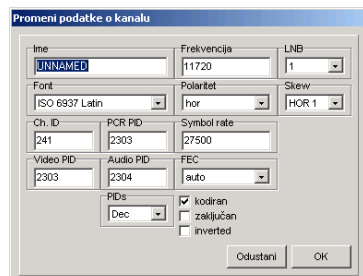 Promeni podatke o kanalu
Ime Frekvencija LNB
UNNAMED 11720 1
Font Polaritet Skew
ISO 6937 Latin hor HOR 1
Ch. ID PCR PID Symbol rate
241 2303 27500
Video PID Audio PID FEC
2303 2304 auto
PIDs
Dec
kodiran
zaključan
inverted
Odustani OK